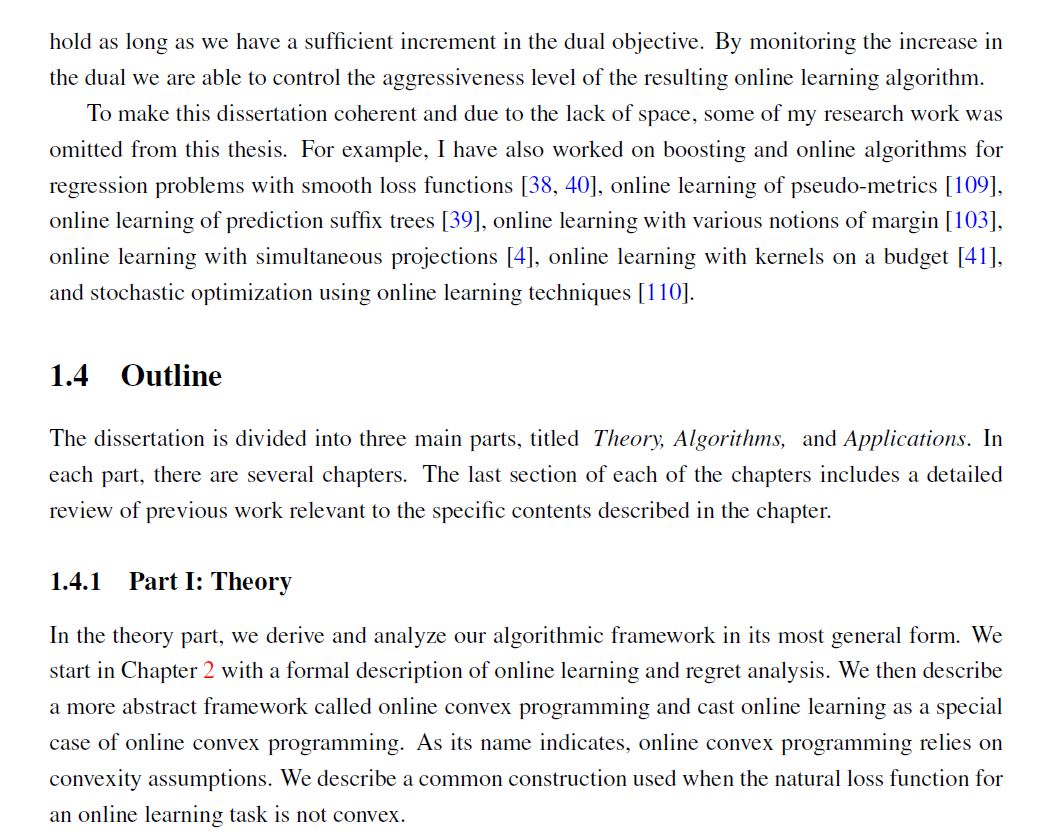 hold as long as we have a sufficient increment in the dual objective. By monitoring the increase in
the dual we are able to control the aggressiveness level of the resulting online learning algorithm.
To make this dissertation coherent and due to the lack of space, some of my research work was
omitted from this thesis. For example, I have also worked on boosting and online algorithms for
regression problems with smooth loss functions [38, 40], online learning of pseudo-metrics [109],
online learning of prediction suffix trees [39], online learning with various notions of margin [103],
online learning with simultaneous projections [4], online learning with kernels on a budget [41],
and stochastic optimization using online learning techniques [110].
1.4 Outline
The dissertation is divided into three main parts, titled Theory, Algorithms, and Applications. In
each part, there are several chapters. The last section of each of the chapters includes a detailed
review of previous work relevant to the specific contents described in the chapter.
1.4.1 Part I: Theory
In the theory part, we derive and analyze our algorithmic framework in its most general form. We
start in Chapter 2 with a formal description of online learning and regret analysis. We then describe
a more abstract framework called online convex programming and cast online learning as a special
case of online convex programming. As its name indicates, online convex programming relies on
convexity assumptions. We describe a common construction used when the natural loss function for
an online learning task is not convex.